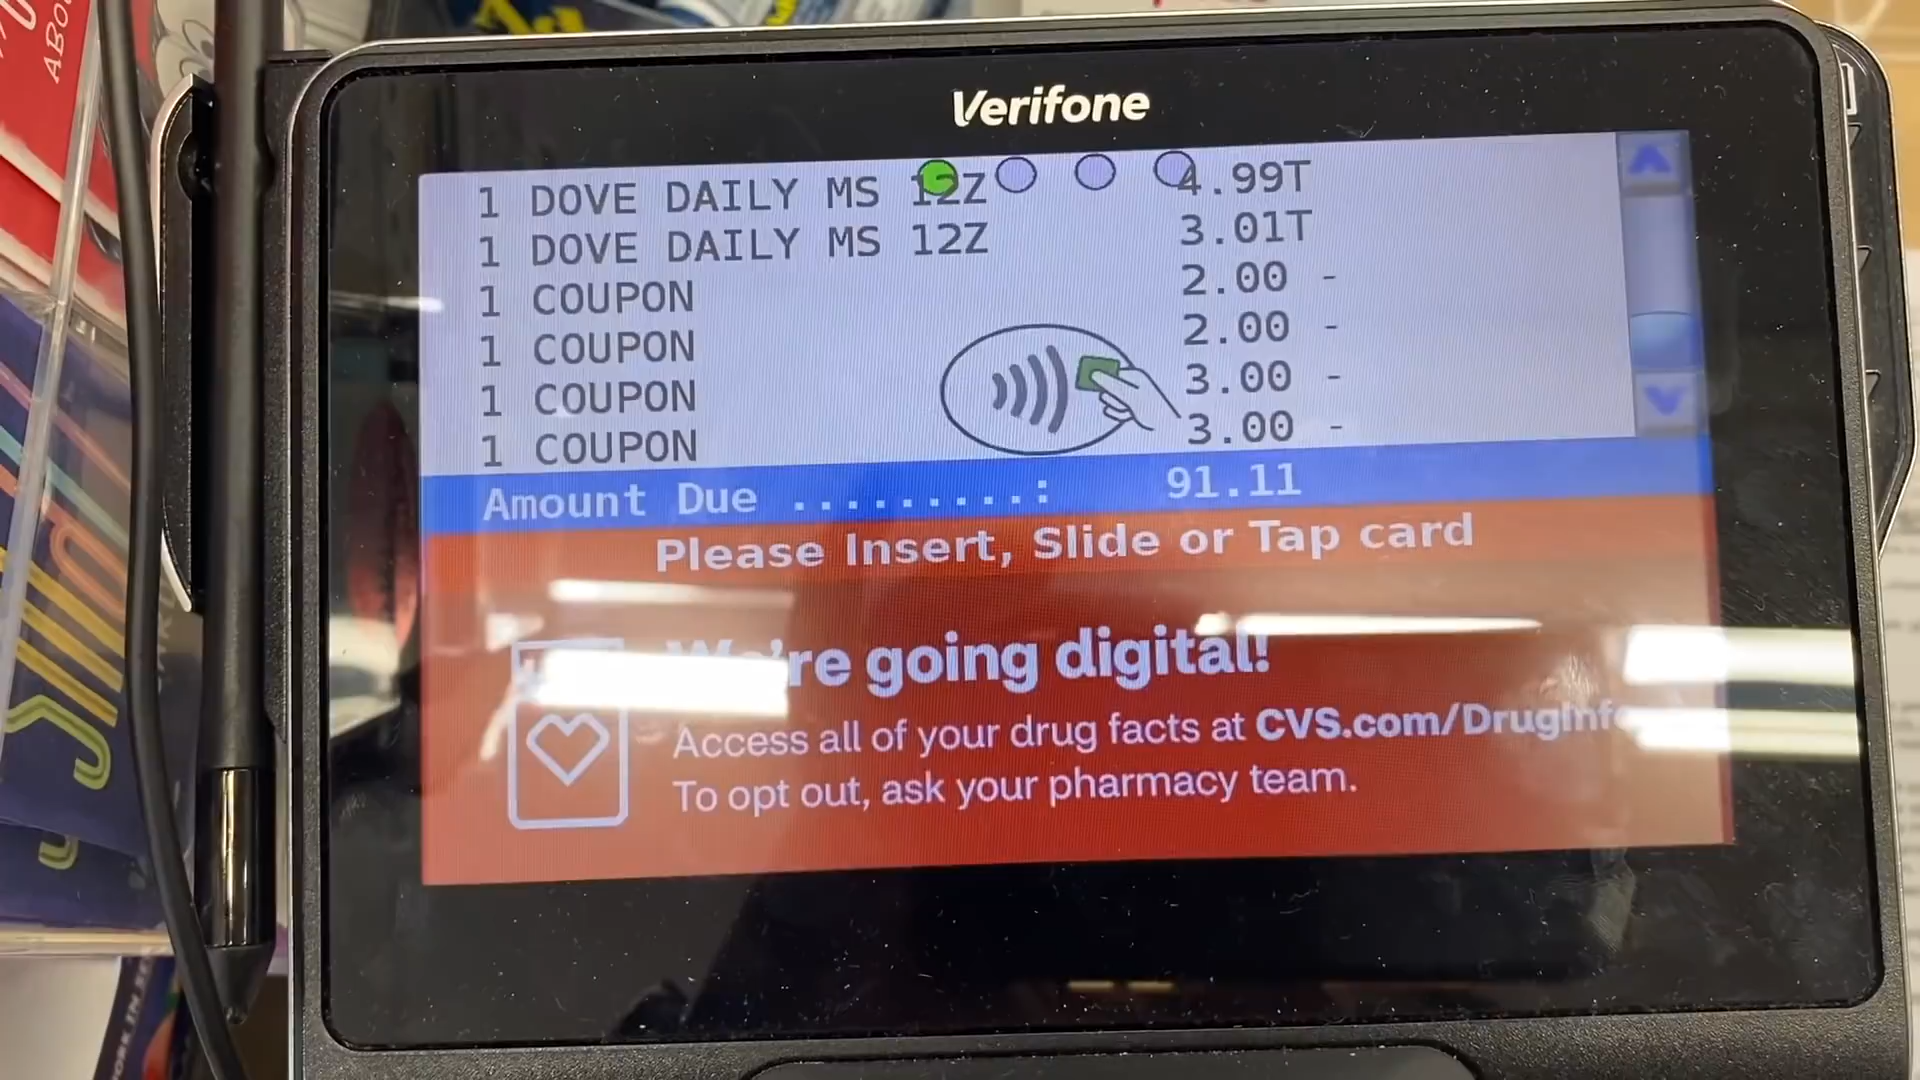 Verifone
1 DOVE DAILY MS 12Z 4.99T
1 DOVE DAILY MS 12Z 3.01T
1 COUPON 2.00 -
1 COUPON 2.00 -
1 COUPON 3.00 -
1 COUPON 3.00 -
Amount Due .........: 91.11
Please Insert, Slide or Tap card
We're going digital!
Access all of your drug facts at CVS.com/DrugInfo
To opt out, ask your pharmacy team.